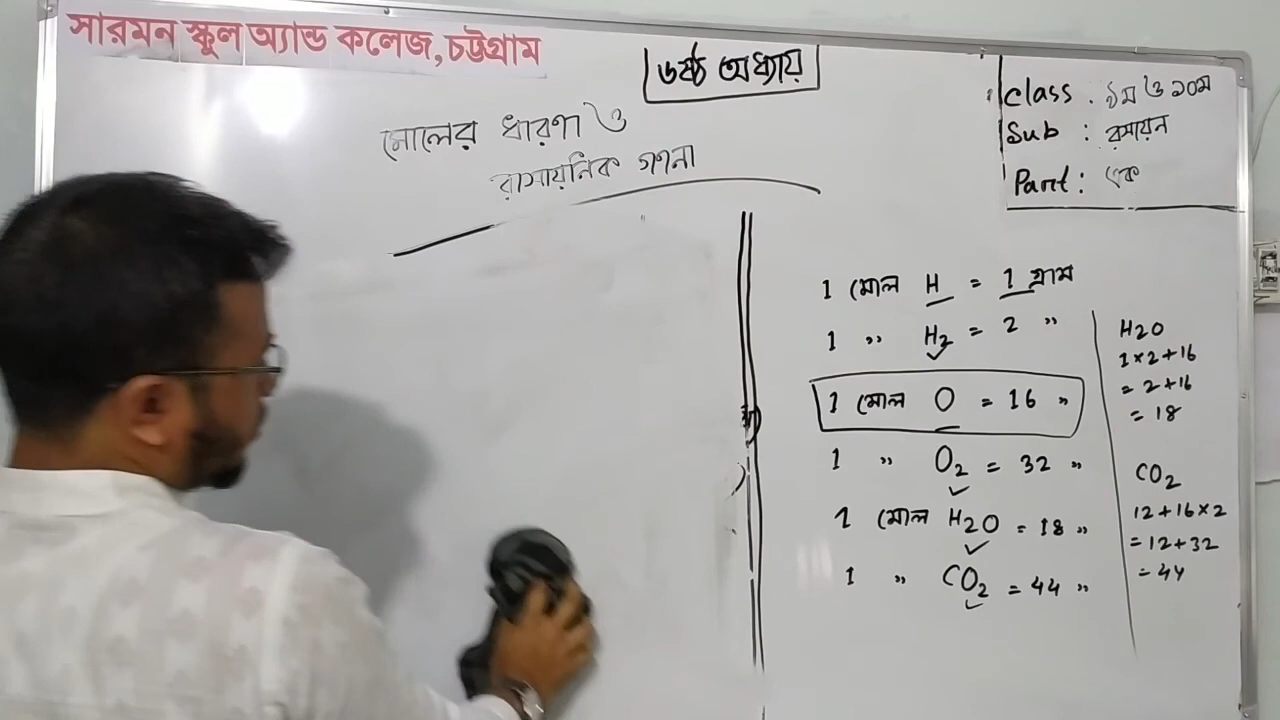 সারমন স্কুল অ্যান্ড কলেজ, চট্টগ্রাম
৬ষ্ঠ অধ্যায়
মোলের ধারণা ও
রাসায়নিক গণনা
Class : ৯ম ও ১০ম
Sub : রসায়ন
Part : এক
1 মোল H = 1 গ্রাম
1 " H2 = 2 "
1 মোল O = 16 "
1 " O2 = 32 "
1 মোল H2O = 18 "
1 " CO2 = 44 "
H2O
1×2+16
= 2+16
= 18
CO2
12+16×2
= 12+32
= 44